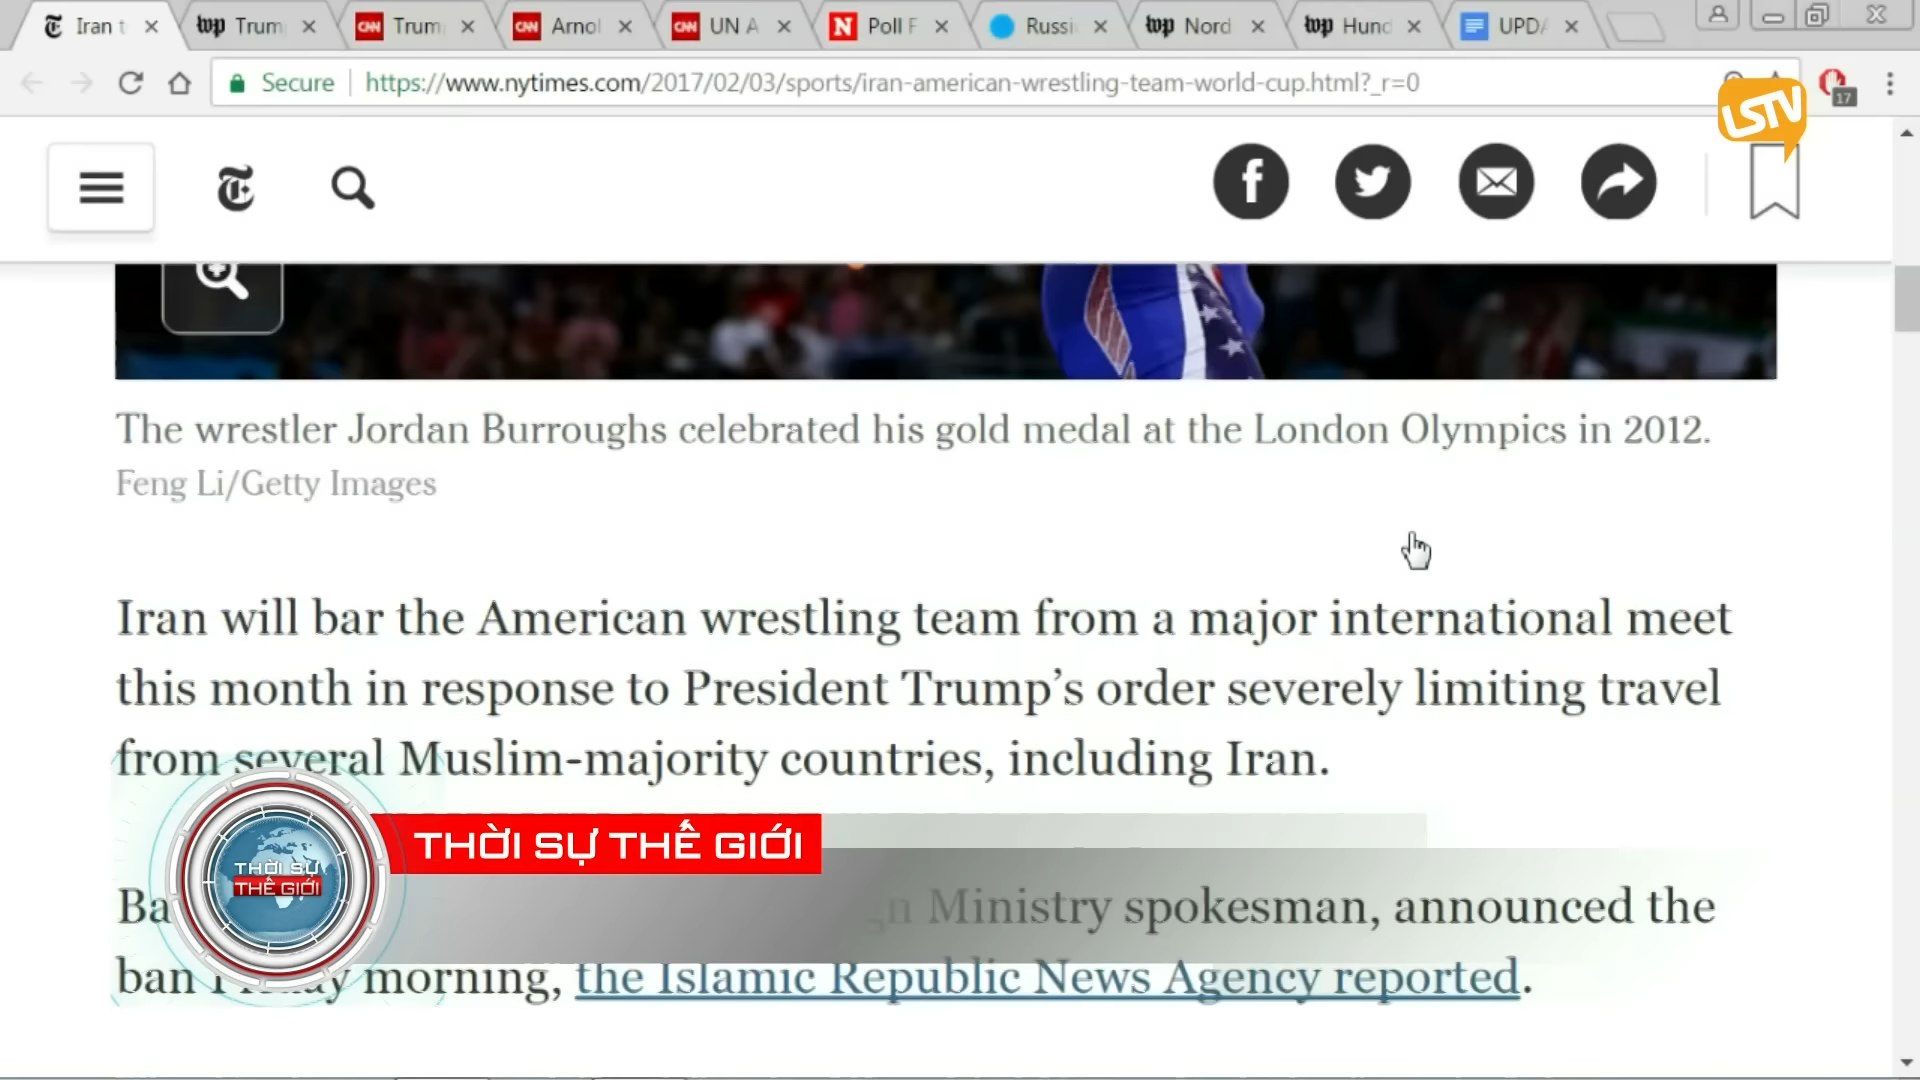 Iran t
Trum
Trum
Arno
UN A
Poll F
Russi
Nord
Hund
UPDA
Secure
https://www.nytimes.com/2017/02/03/sports/iran-american-wrestling-team-world-cup.html?_r=0
17
LSTV
The wrestler Jordan Burroughs celebrated his gold medal at the London Olympics in 2012.
Feng Li/Getty Images
Iran will bar the American wrestling team from a major international meet
this month in response to President Trump’s order severely limiting travel
from several Muslim-majority countries, including Iran.
THỜI SỰ THẾ GIỚI
THỜI SỰ
THẾ GIỚI
Ministry spokesman, announced the
ban morning, the Islamic Republic News Agency reported.